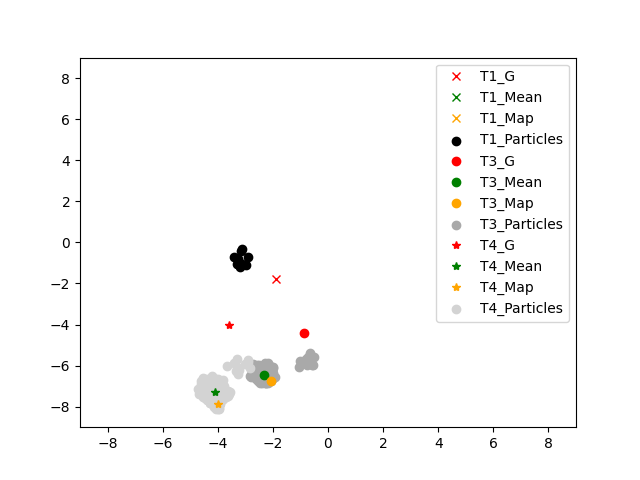 8
6
4
2
0
−2
−4
−6
−8
−8
−6
−4
−2
0
2
4
6
8
T1_G
T1_Mean
T1_Map
T1_Particles
T3_G
T3_Mean
T3_Map
T3_Particles
T4_G
T4_Mean
T4_Map
T4_Particles